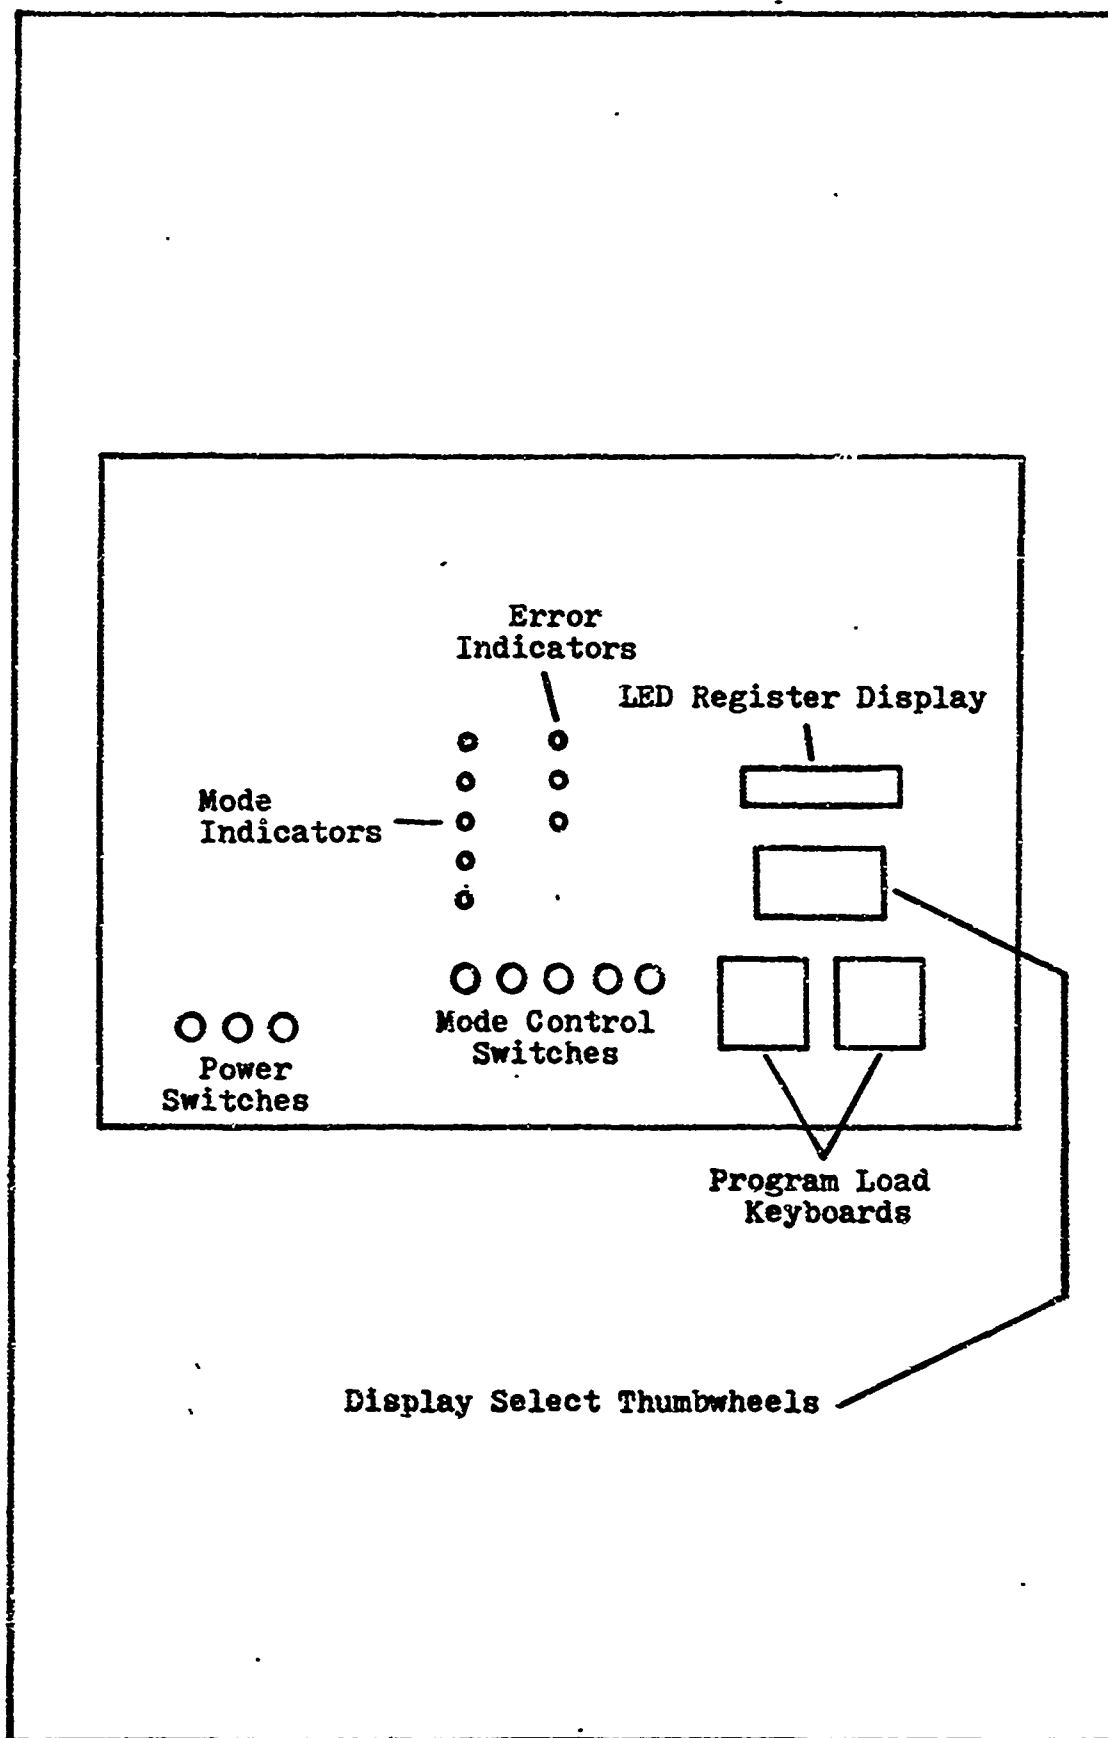 Error
Indicators
LED Register Display
Mode
Indicators
Mode Control
Switches
Power
Switches
Program Load
Keyboards
Display Select Thumbwheels